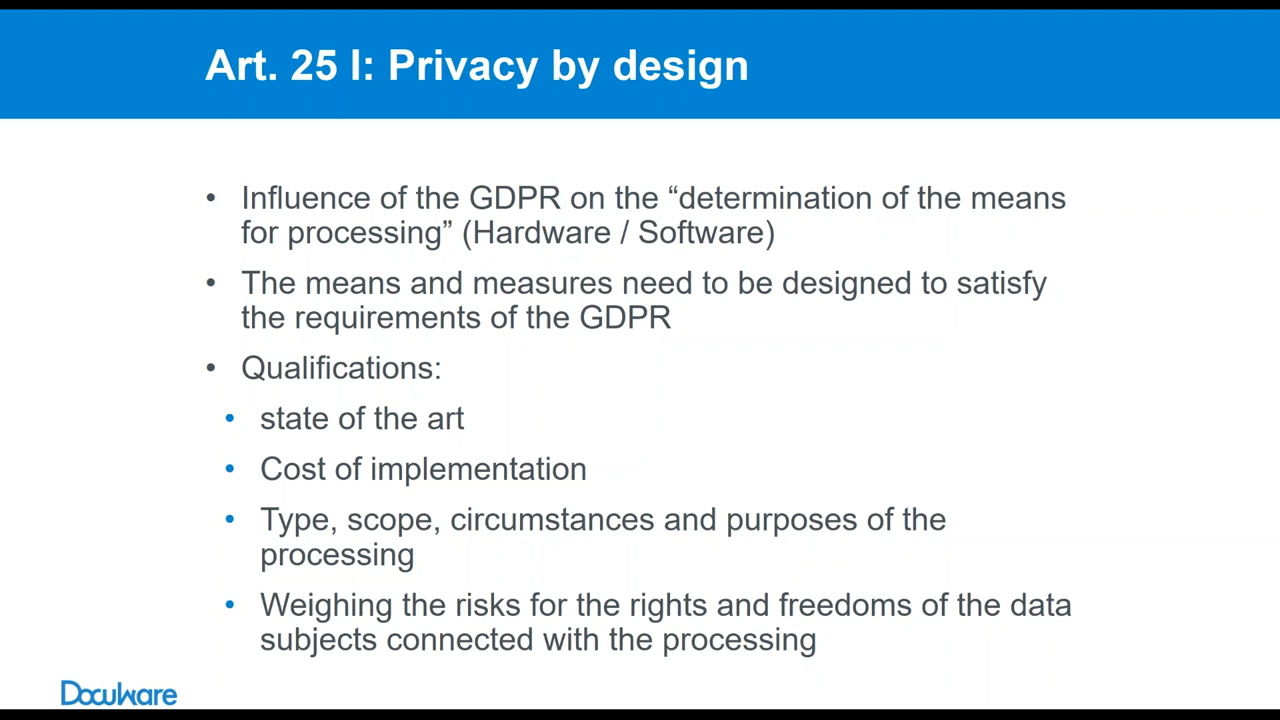 Art. 25 I: Privacy by design
• Influence of the GDPR on the “determination of the means
for processing” (Hardware / Software)
• The means and measures need to be designed to satisfy
the requirements of the GDPR
• Qualifications:
• state of the art
• Cost of implementation
• Type, scope, circumstances and purposes of the
processing
• Weighing the risks for the rights and freedoms of the data
subjects connected with the processing
DocuWare